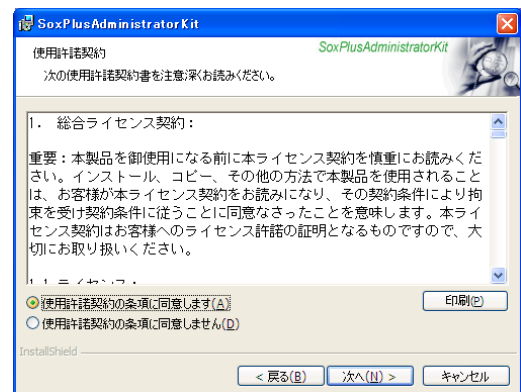 SoxPlusAdministratorKit
使用許諾契約
SoxPlusAdministratorKit
次の使用許諾契約書を注意深くお読みください。
1. 総合ライセンス契約：
重要：本製品を御使用になる前に本ライセンス契約を慎重にお読みくだ
さい。インストール、コピー、その他の方法で本製品を使用されること
は、お客様が本ライセンス契約をお読みになり、その契約条件により拘
束を受け契約条件に従うことに同意なさったことを意味します。本ライ
センス契約はお客様へのライセンス許諾の証明となるものですので、大
切にお取り扱いください。
1.1 ライセンス：
使用許諾契約の条項に同意します(A)
印刷(P)
使用許諾契約の条項に同意しません(D)
InstallShield
< 戻る(B)
次へ(N) >
キャンセル